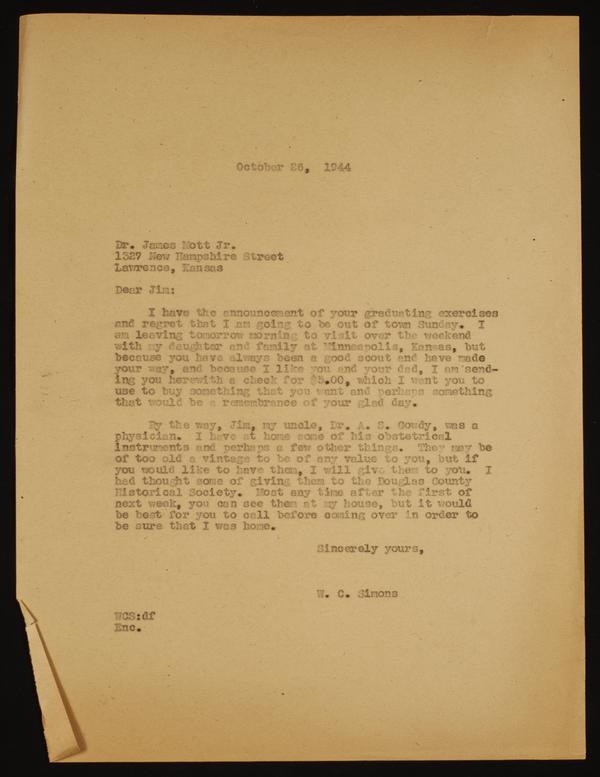 October 26, 1944
Dr. James Mott Jr.
1327 New Hampshire Street
Lawrence, Kansas
Dear Jim:
I have the announcement of your graduating exercises
and regret that I am going to be out of town Sunday. I
am leaving tomorrow morning to visit over the weekend
with my daughter and family at Minneapolis, Kansas, but
because you have always been a good scout and have made
your way, and because I like you and your dad, I am send-
ing you herewith a check for $5.00, which I want you to
use to buy something that you want and perhaps something
that would be a remembrance of your glad day.
By the way, Jim, my uncle, Dr. A. S. Gowdy, was a
physician. I have at home some of his obstetrical
instruments and perhaps a few other things. They may be
of too old a vintage to be of any value to you, but if
you would like to have them, I will give them to you. I
had thought some of giving them to the Douglas County
Historical Society. Most any time after the first of
next week, you can see them at my house, but it would
be best for you to call before coming over in order to
be sure that I was home.
Sincerely yours,
W. C. Simons
WCS:df
Enc.